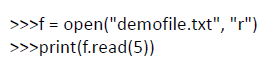 >>>f = open("demofile.txt", "r")
>>>print(f.read(5))